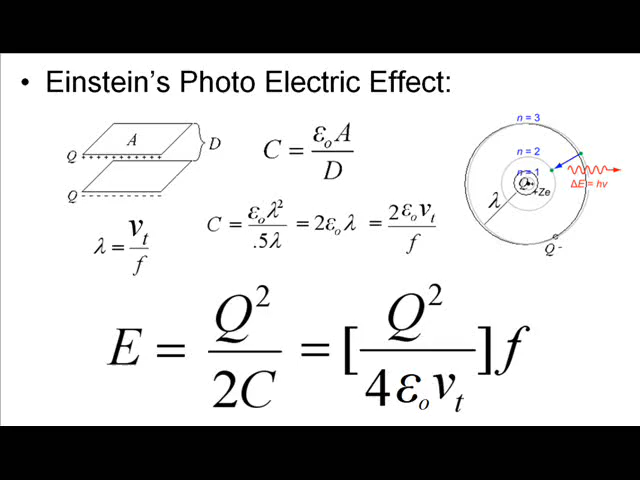 • Einstein's Photo Electric Effect:
A
D
Q
+ + + + + + + + + + + +
Q
– – – – – – – – – – – –
C = ε₀A / D
n = 3
n = 2
n = 1
Q +
+Ze
λ
ΔE = hν
Q –
λ = vₜ / f
C = ε₀λ² / .5λ = 2ε₀λ = 2ε₀vₜ / f
E = Q² / 2C = [Q² / 4ε₀vₜ] f